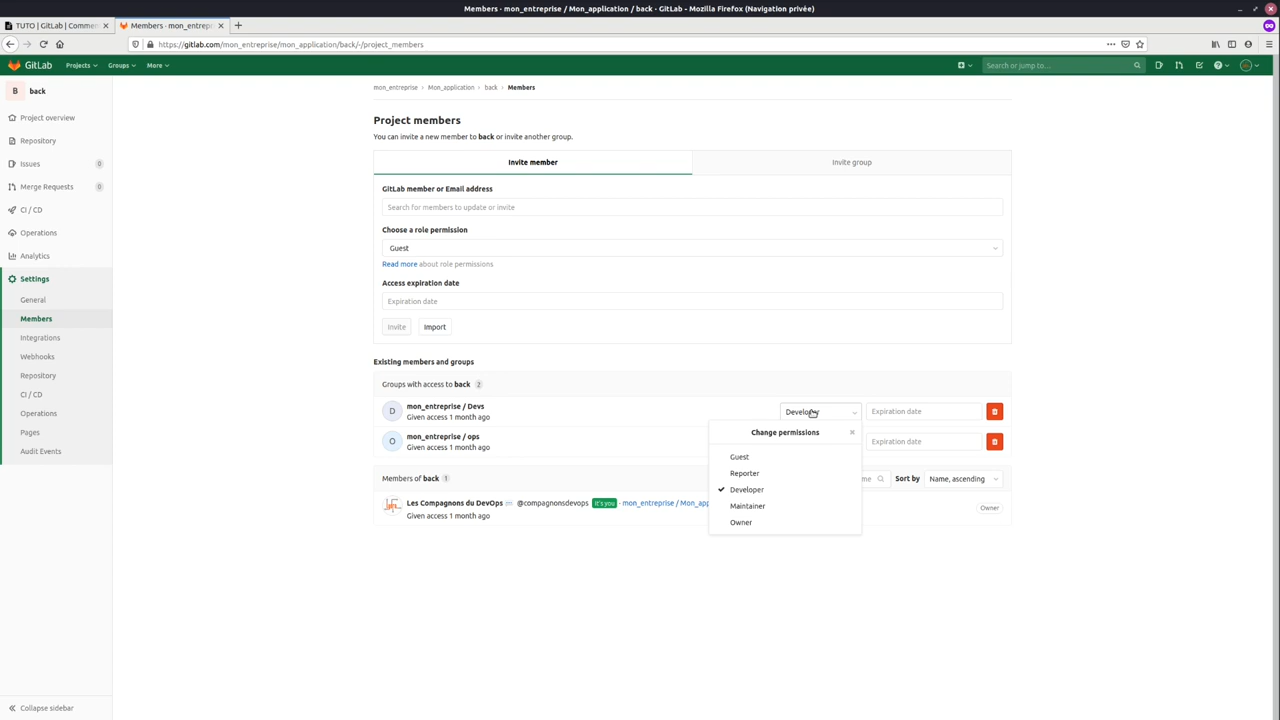 Members · mon_entreprise / Mon_application / back · GitLab - Mozilla Firefox (Navigation privée)
TUTO | GitLab | Commen
Members · mon_entrepr
https://gitlab.com/mon_entreprise/mon_application/back/-/project_members
GitLab
Projects
Groups
More
Search or jump to...
B
back
Project overview
Repository
Issues
0
Merge Requests
0
CI / CD
Operations
Analytics
Settings
General
Members
Integrations
Webhooks
Repository
CI / CD
Operations
Pages
Audit Events
Collapse sidebar
mon_entreprise > Mon_application > back > Members
Project members
You can invite a new member to back or invite another group.
Invite member
Invite group
GitLab member or Email address
Search for members to update or invite
Choose a role permission
Guest
Read more about role permissions
Access expiration date
Expiration date
Invite
Import
Existing members and groups
Groups with access to back 2
D
mon_entreprise / Devs
Given access 1 month ago
Developer
Expiration date
O
mon_entreprise / ops
Given access 1 month ago
Expiration date
Change permissions
Guest
Reporter
Developer
Maintainer
Owner
Members of back 1
Sort by
Name, ascending
Les Compagnons du DevOps @compagnonsdevops It's you · mon_entreprise / Mon_app
Given access 1 month ago
Owner